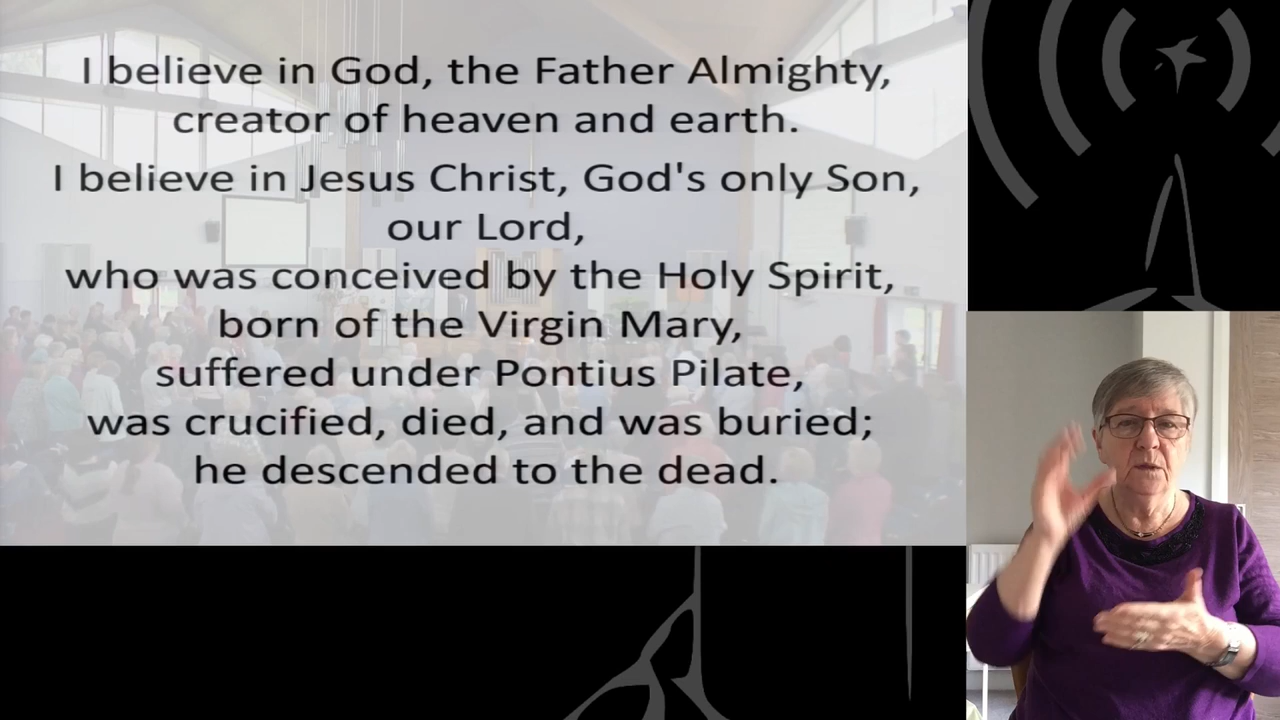 I believe in God, the Father Almighty,
creator of heaven and earth.
I believe in Jesus Christ, God's only Son,
our Lord,
who was conceived by the Holy Spirit,
born of the Virgin Mary,
suffered under Pontius Pilate,
was crucified, died, and was buried;
he descended to the dead.